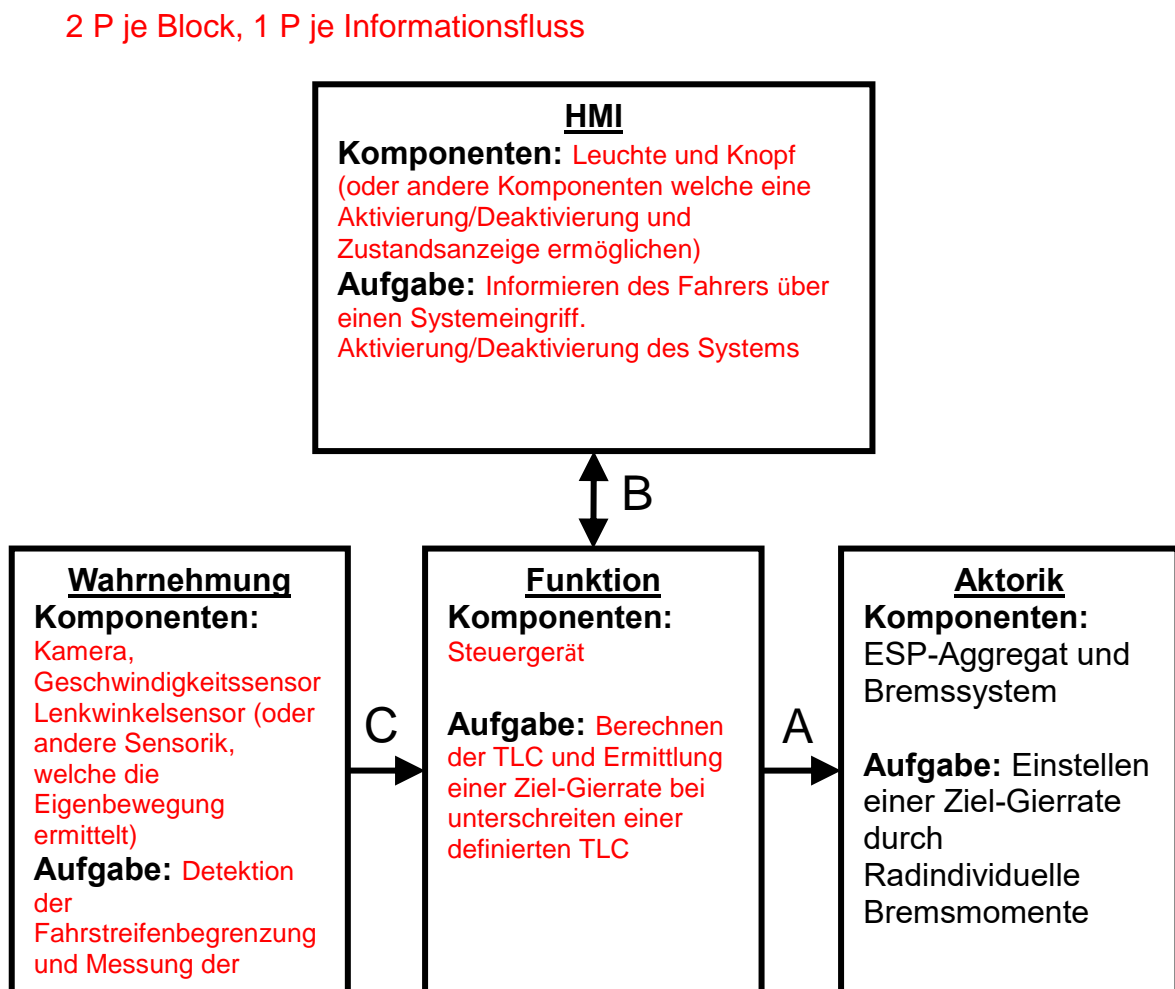 2 P je Block, 1 P je Informationsfluss
HMI
Komponenten: Leuchte und Knopf
(oder andere Komponenten welche eine
Aktivierung/Deaktivierung und
Zustandsanzeige ermöglichen)
Aufgabe: Informieren des Fahrers über
einen Systemeingriff.
Aktivierung/Deaktivierung des Systems
B
Wahrnehmung
Komponenten:
Kamera,
Geschwindigkeitssensor
Lenkwinkelsensor (oder
andere Sensorik,
welche die
Eigenbewegung
ermittelt)
Aufgabe: Detektion
der
Fahrstreifenbegrenzung
und Messung der
C
Funktion
Komponenten:
Steuergerät
Aufgabe: Berechnen
der TLC und Ermittlung
einer Ziel-Gierrate bei
unterschreiten einer
definierten TLC
A
Aktorik
Komponenten:
ESP-Aggregat und
Bremssystem
Aufgabe: Einstellen
einer Ziel-Gierrate
durch
Radindividuelle
Bremsmomente